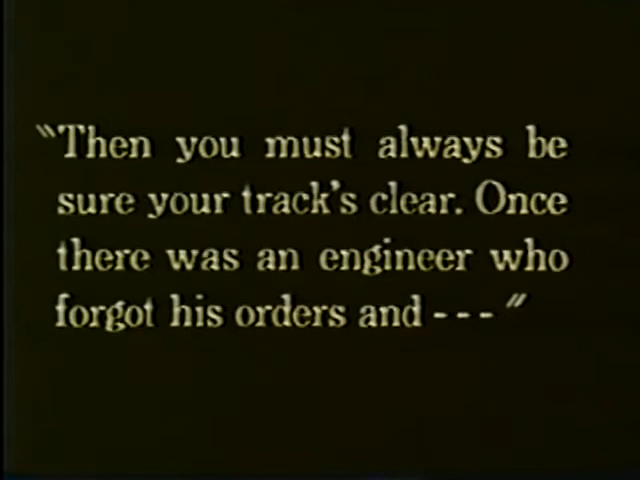 "Then you must always be
sure your track's clear. Once
there was an engineer who
forgot his orders and - - - "